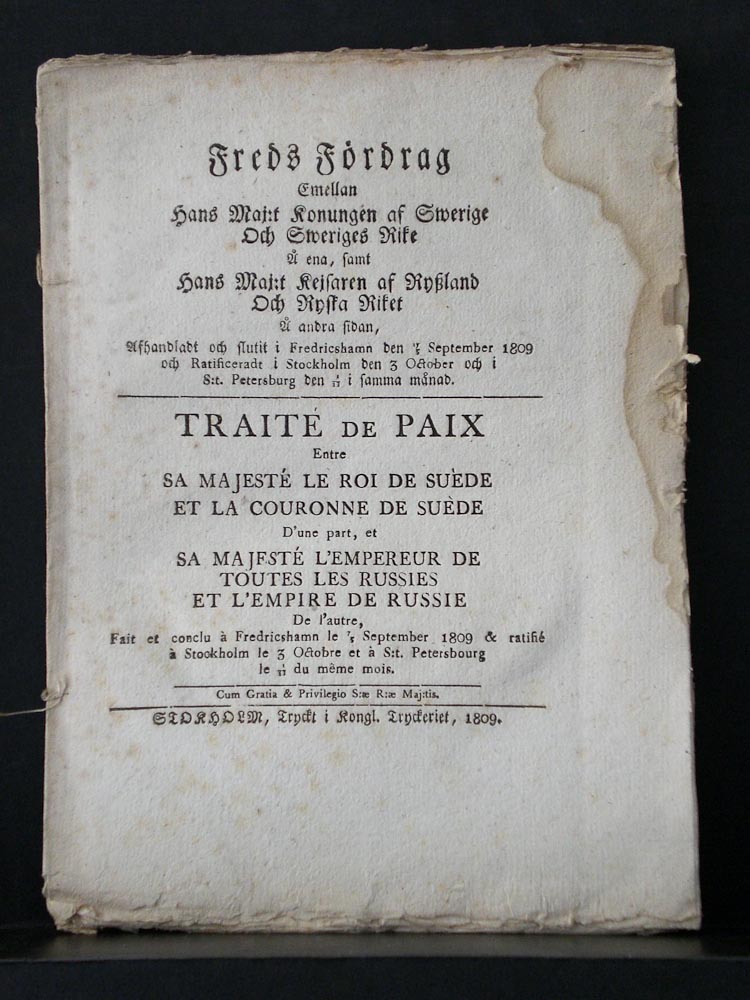 Freds Fördrag
Emellan
Hans Maj:t Konungen af Swerige
Och Sweriges Rike
Å ena, samt
Hans Maj:t Kejsaren af Ryßland
Och Ryska Riket
Å andra sidan,
Afhandladt och slutit i Fredricshamn den September 1809
och Ratificeradt i Stockholm den 3 October och i
S:t. Petersburg den 1/13 i samma månad.
TRAITÉ DE PAIX
Entre
SA MAJESTÉ LE ROI DE SUÈDE
ET LA COURONNE DE SUÈDE
D'une part, et
SA MAJESTÉ L'EMPEREUR DE
TOUTES LES RUSSIES
ET L'EMPIRE DE RUSSIE
De l'autre,
Fait et conclu à Fredricshamn le September 1809 & ratifié
à Stockholm le 3 Octobre et à S:t. Petersbourg
le 1/13 du même mois.
Cum Gratia & Privilegio S:æ R:æ Maj:tis.
STOKHOLM, Tryckt i Kongl. Tryckeriet, 1809.